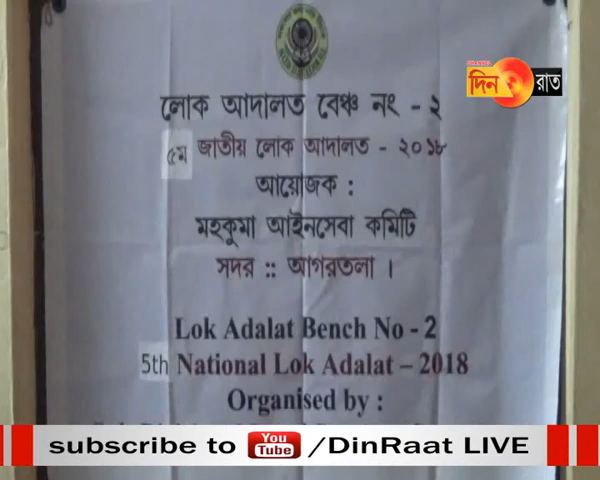 CHANNEL
দিন রাত
লোক আদালত বেঞ্চ নং - ২
৫ম জাতীয় লোক আদালত - ২০১৮
আয়োজক :
মহকুমা আইনসেবা কমিটি
সদর :: আগরতলা ।
Lok Adalat Bench No - 2
5th National Lok Adalat – 2018
Organised by :
subscribe to You Tube /DinRaat LIVE